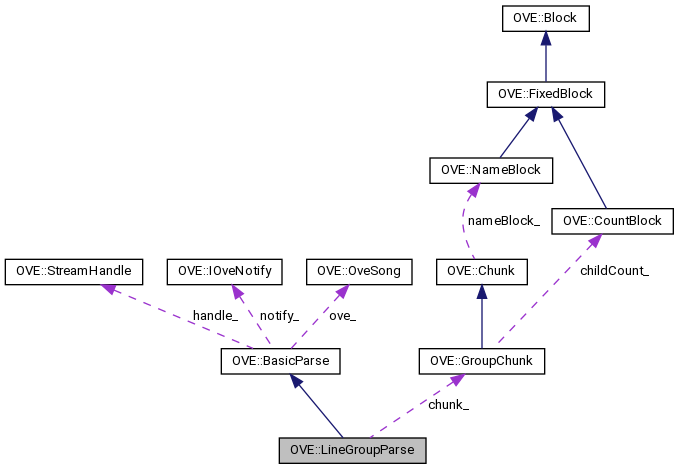 OVE::Block
OVE::FixedBlock
OVE::NameBlock
nameBlock_
OVE::CountBlock
OVE::StreamHandle
OVE::IOveNotify
OVE::OveSong
OVE::Chunk
childCount_
handle_
notify_
ove_
OVE::BasicParse
OVE::GroupChunk
chunk_
OVE::LineGroupParse